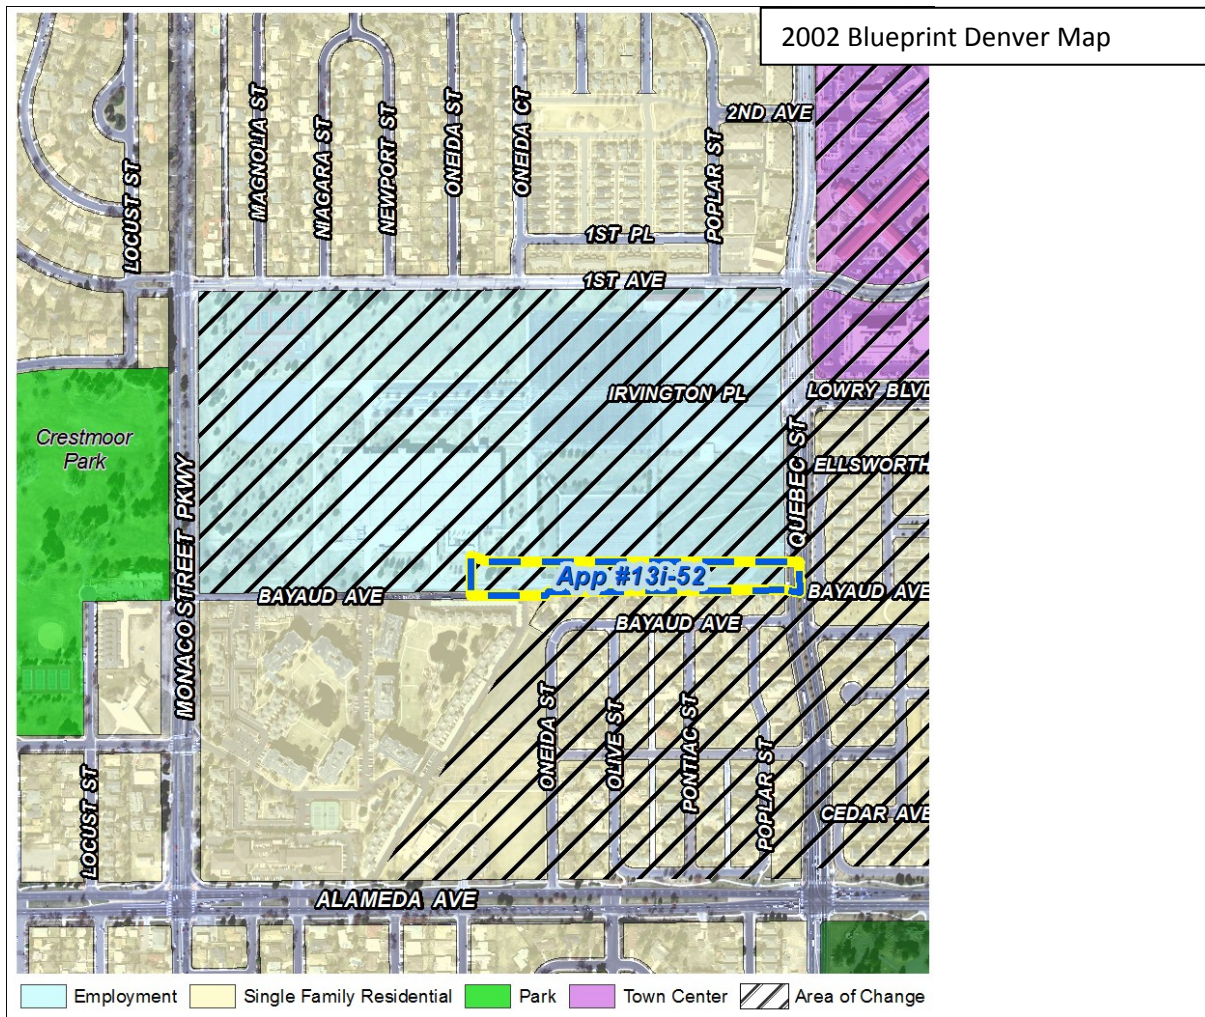 2002 Blueprint Denver Map
2ND AVE
MAGNOLIA ST
NIAGARA ST
NEWPORT ST
ONEIDA ST
ONEIDA CT
POPLAR ST
LOCUST ST
1ST PL
1ST AVE
IRVINGTON PL
LOWRY BLVD
Crestmoor
Park
ELLSWORTH
MONACO STREET PKWY
QUEBEC ST
App #13i-52
BAYAUD AVE
BAYAUD AVE
BAYAUD AVE
ONEIDA ST
OLIVE ST
PONTIAC ST
POPLAR ST
LOCUST ST
CEDAR AVE
ALAMEDA AVE
Employment
Single Family Residential
Park
Town Center
Area of Change